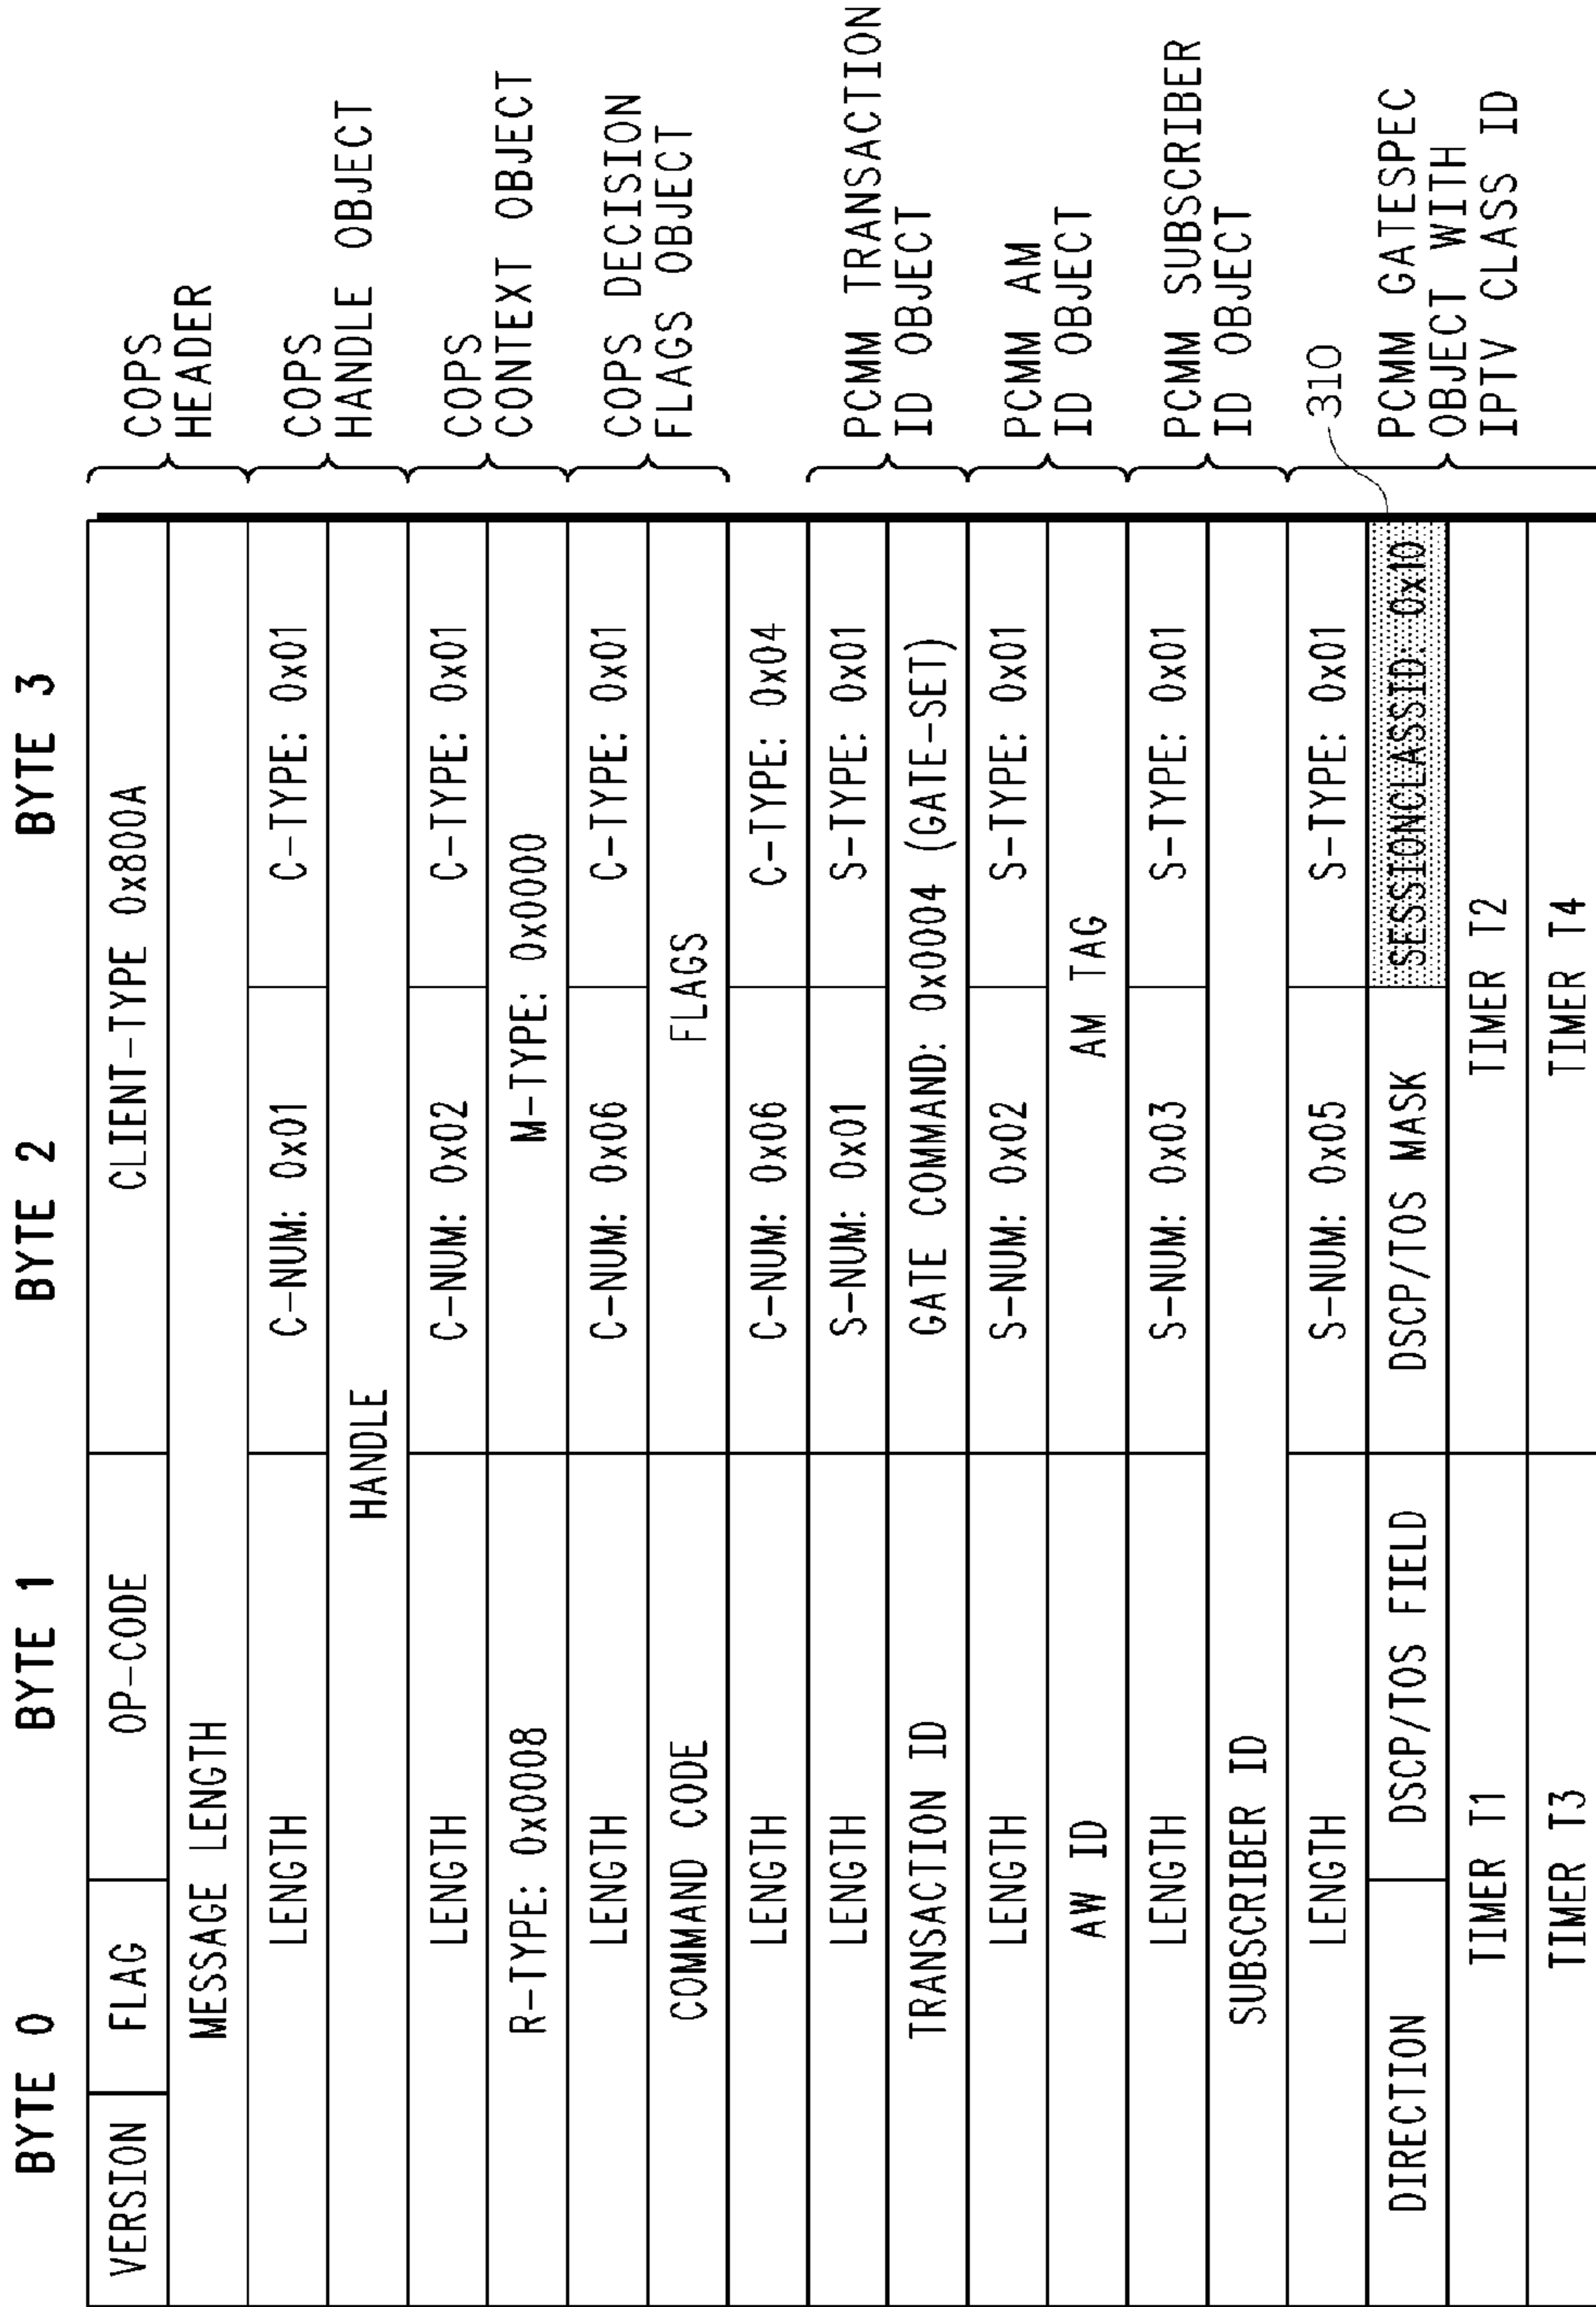 BYTE 0 BYTE 1 BYTE 2 BYTE 3
VERSION FLAG OP-CODE CLIENT-TYPE 0x800A
MESSAGE LENGTH
COPS
HEADER
LENGTH C-NUM: 0x01 C-TYPE: 0x01
HANDLE
COPS
HANDLE OBJECT
LENGTH C-NUM: 0x02 C-TYPE: 0x01
R-TYPE: 0x0008 M-TYPE: 0x0000
COPS
CONTEXT OBJECT
LENGTH C-NUM: 0x06 C-TYPE: 0x01
COMMAND CODE FLAGS
COPS DECISION
FLAGS OBJECT
LENGTH C-NUM: 0x06 C-TYPE: 0x04
LENGTH S-NUM: 0x01 S-TYPE: 0x01
TRANSACTION ID GATE COMMAND: 0x0004 (GATE-SET)
PCMM TRANSACTION
ID OBJECT
LENGTH S-NUM: 0x02 S-TYPE: 0x01
AW ID AM TAG
PCMM AM
ID OBJECT
LENGTH S-NUM: 0x03 S-TYPE: 0x01
SUBSCRIBER ID
PCMM SUBSCRIBER
ID OBJECT
LENGTH S-NUM: 0x05 S-TYPE: 0x01
310
DIRECTION DSCP/TOS FIELD DSCP/TOS MASK SESSIONCLASSID: 0x10
TIMER T1 TIMER T2
TIMER T3 TIMER T4
PCMM GATESPEC
OBJECT WITH
IPTV CLASS ID